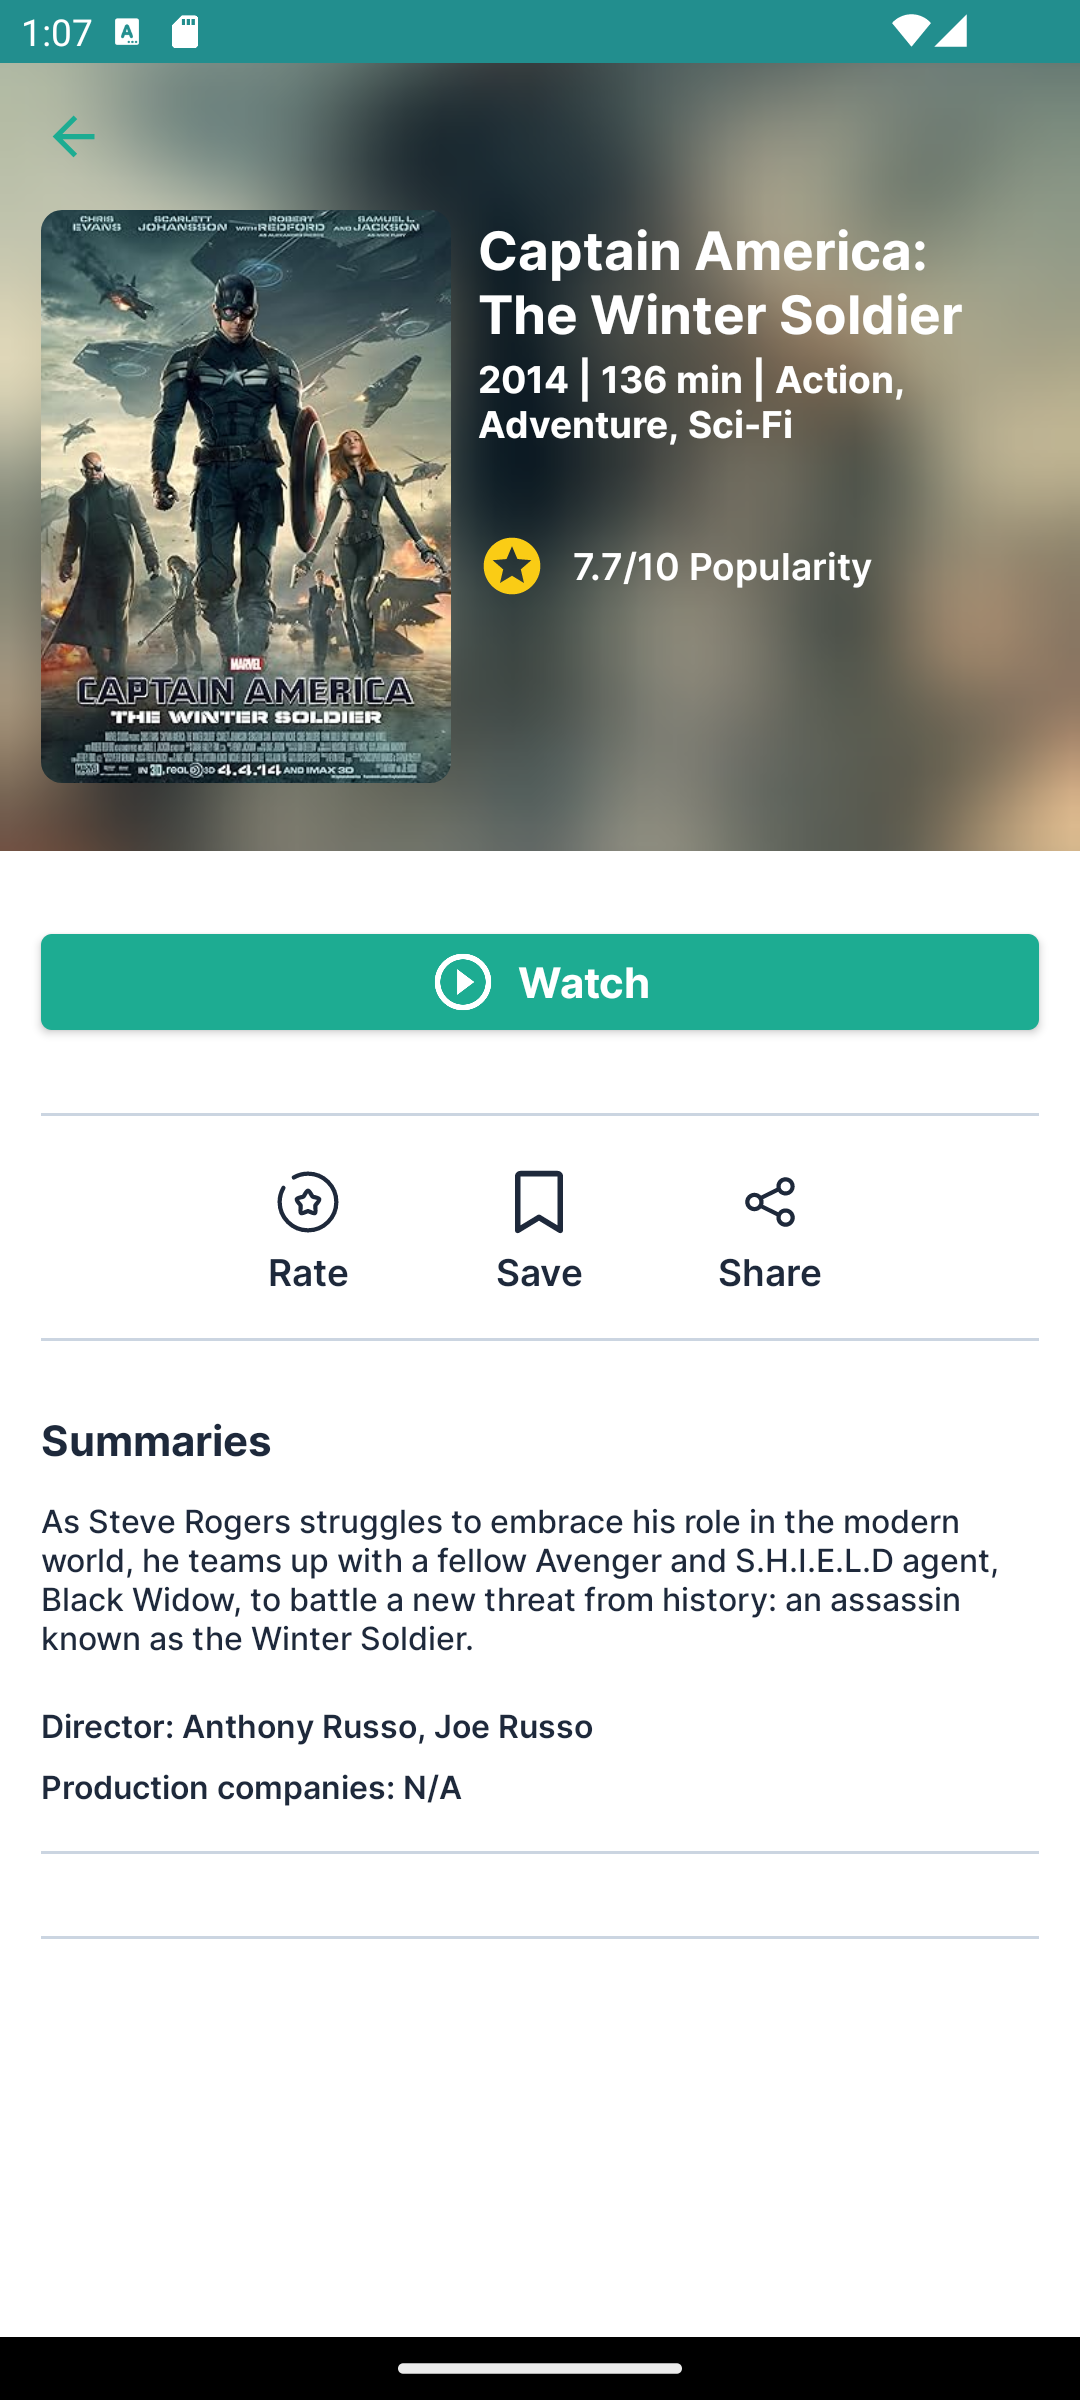 1:07
CHRIS EVANS SCARLETT JOHANSSON WITH ROBERT REDFORD AND SAMUEL L. JACKSON
MARVEL
CAPTAIN AMERICA
THE WINTER SOLDIER
IN 3D, REAL D 3D 4.4.14 AND IMAX 3D
Captain America:
The Winter Soldier
2014 | 136 min | Action,
Adventure, Sci-Fi
7.7/10 Popularity
Watch
Rate Save Share
Summaries
As Steve Rogers struggles to embrace his role in the modern
world, he teams up with a fellow Avenger and S.H.I.E.L.D agent,
Black Widow, to battle a new threat from history: an assassin
known as the Winter Soldier.
Director: Anthony Russo, Joe Russo
Production companies: N/A